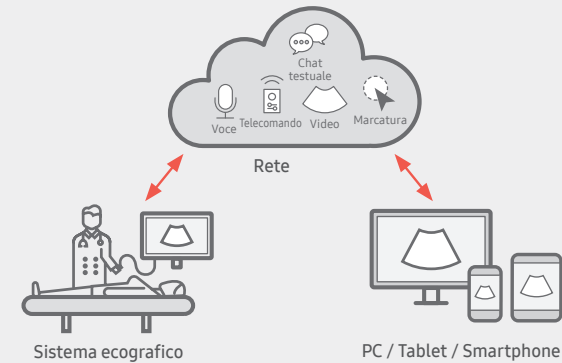 Chat
testuale
Voce
Telecomando
Video
Marcatura
Rete
Sistema ecografico
PC / Tablet / Smartphone